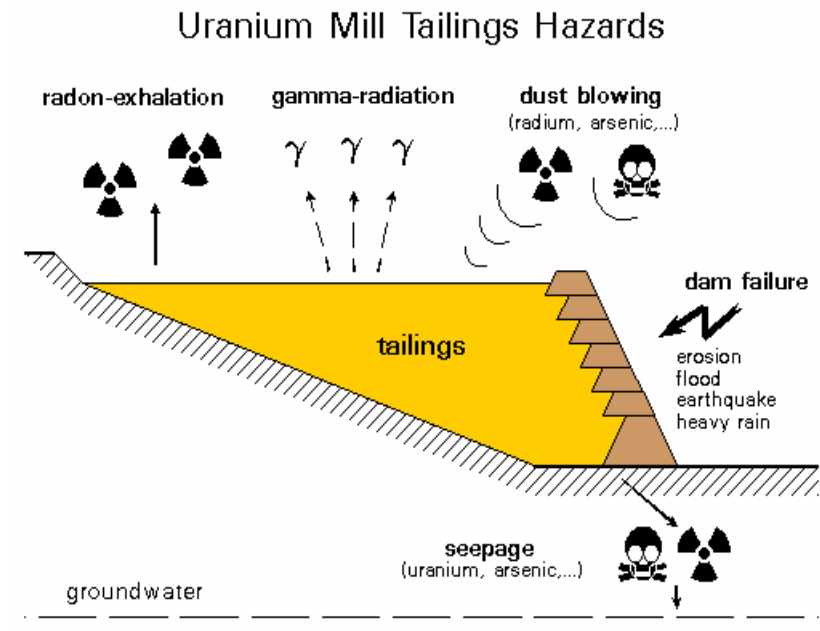 Uranium Mill Tailings Hazards
radon-exhalation
gamma-radiation
dust blowing
(radium, arsenic,...)
γ γ γ
dam failure
tailings
erosion
flood
earthquake
heavy rain
seepage
(uranium, arsenic,...)
groundwater